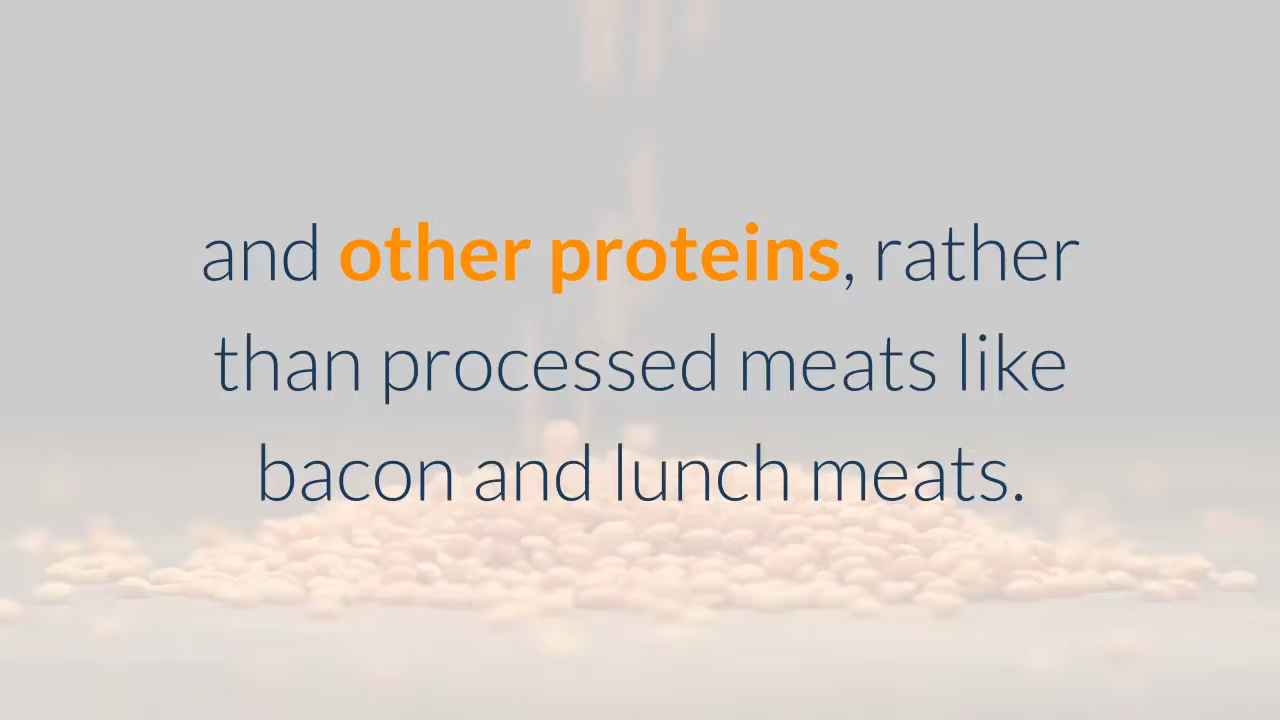 and other proteins, rather
than processed meats like
bacon and lunch meats.